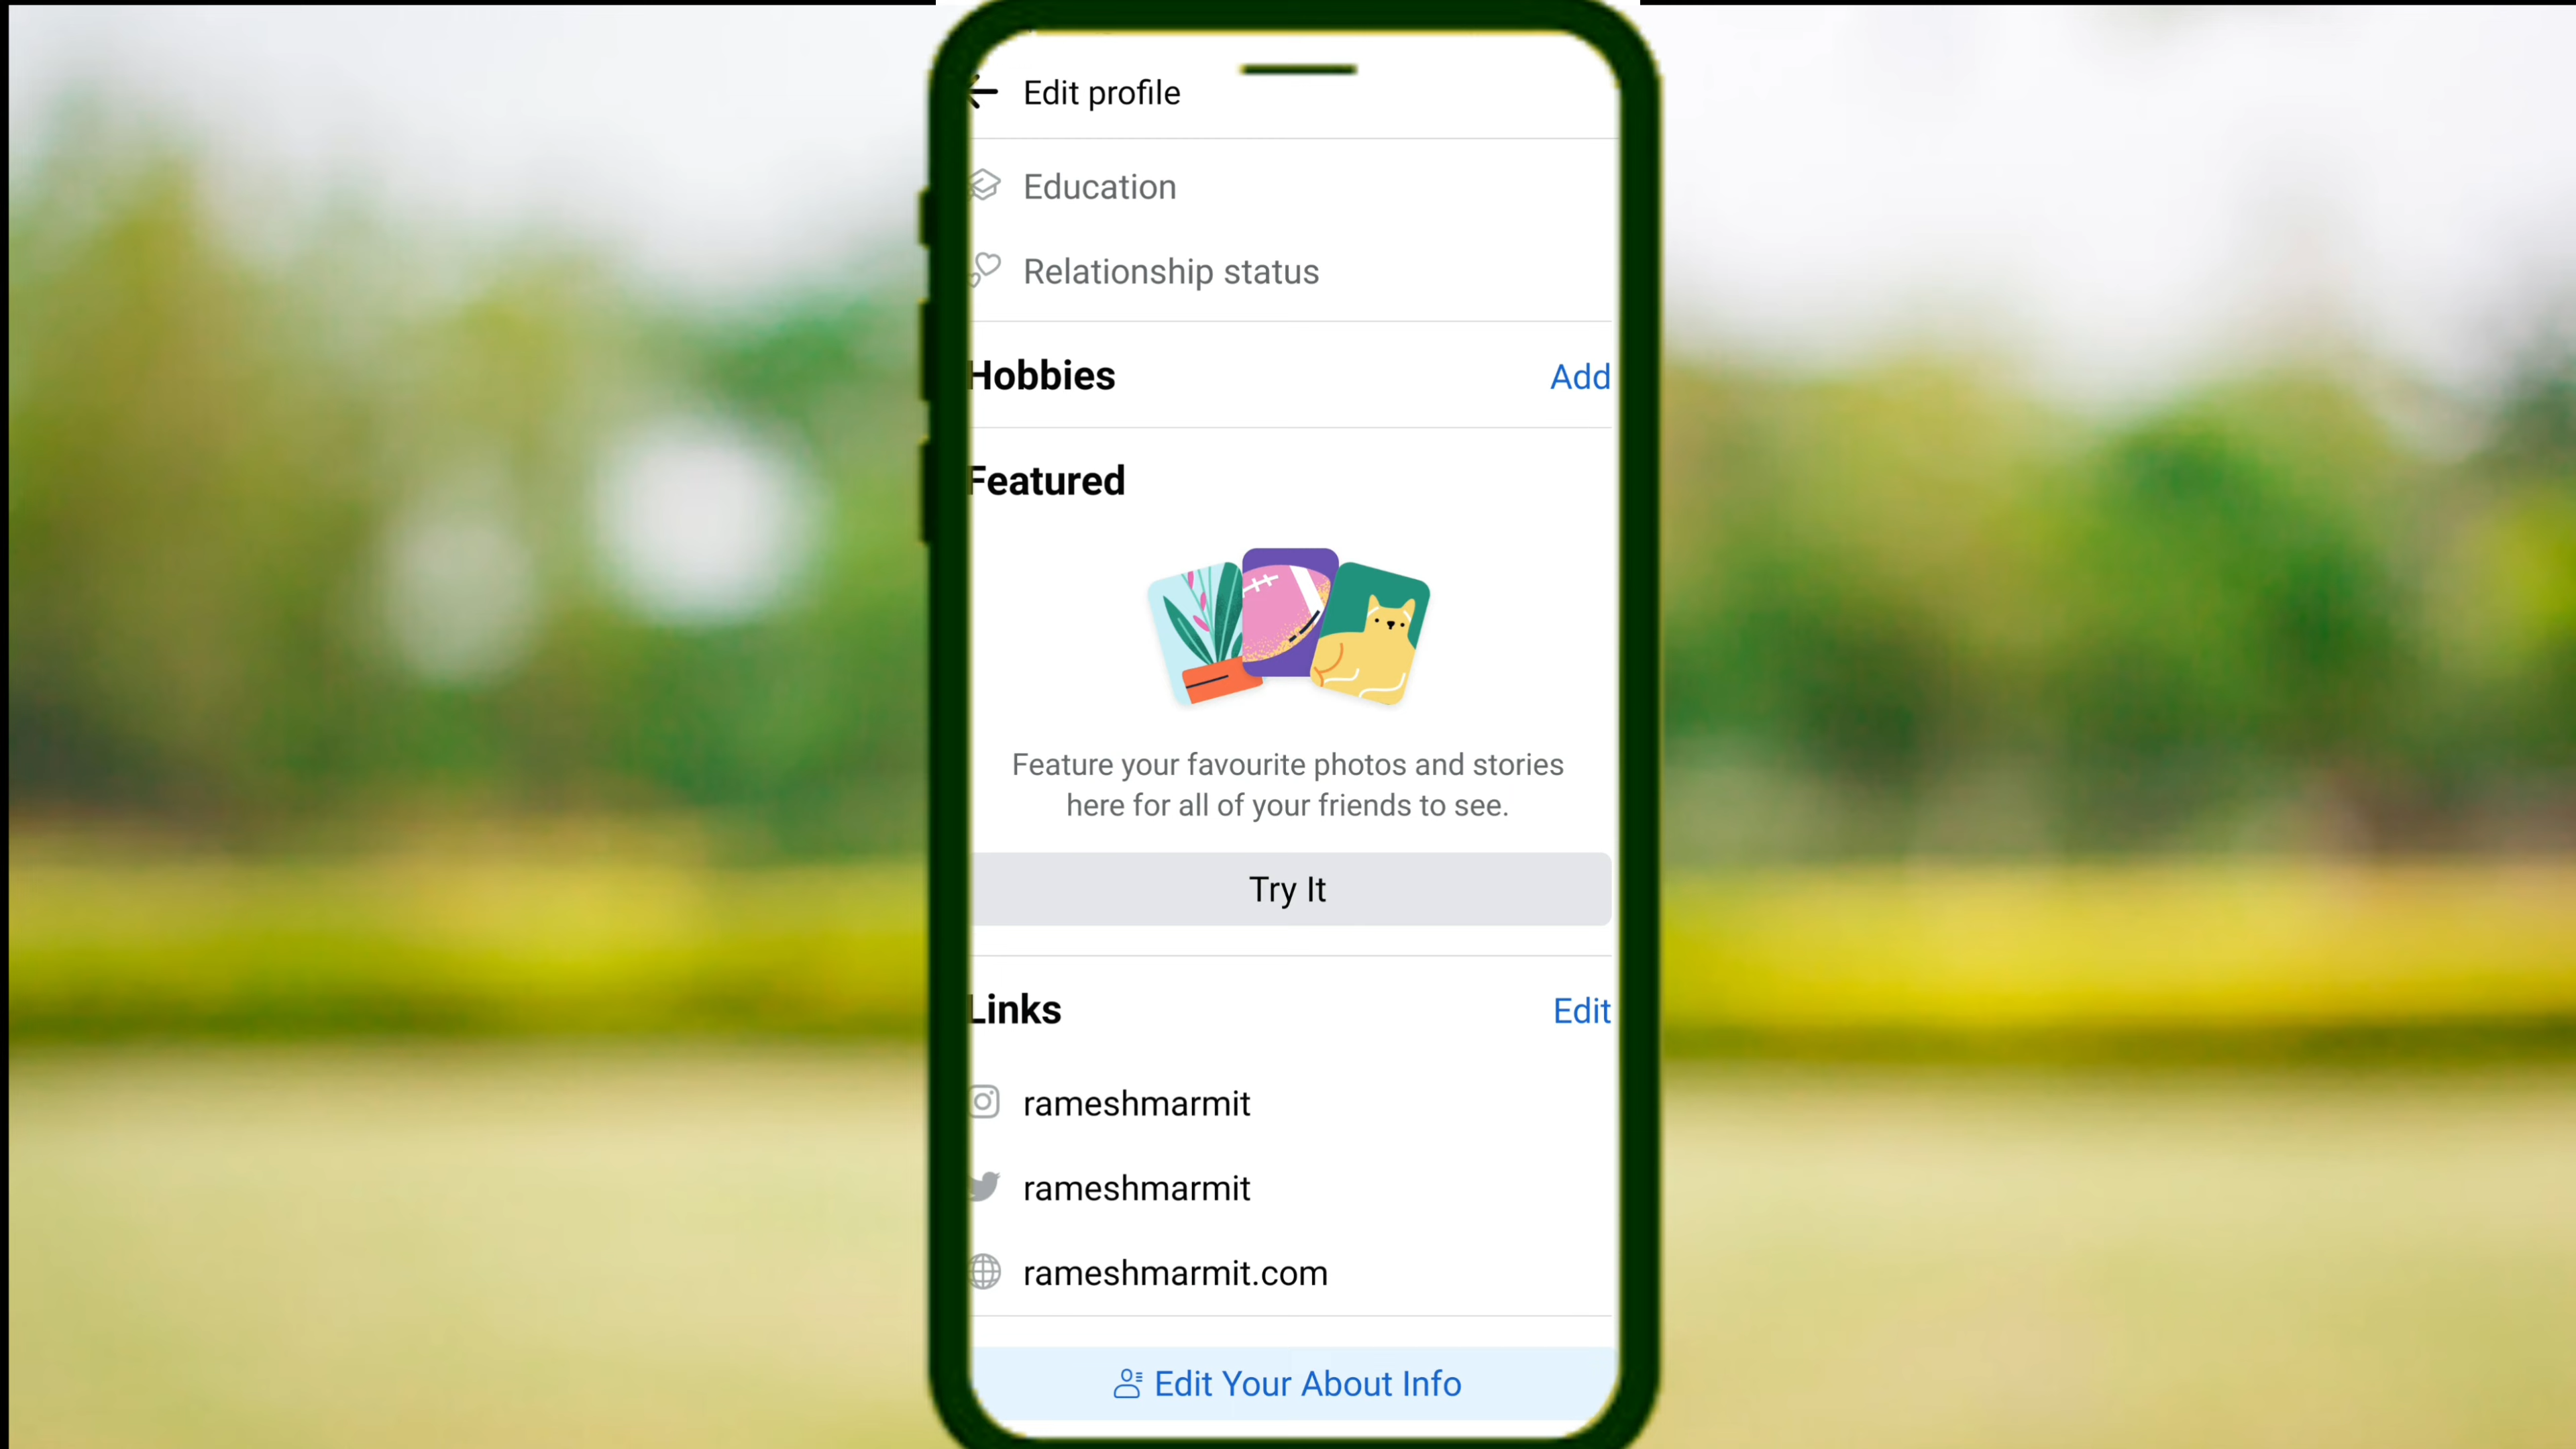 Edit profile
Education
Relationship status
Hobbies Add
Featured
Feature your favourite photos and stories
here for all of your friends to see.
Try It
Links Edit
rameshmarmit
rameshmarmit
rameshmarmit.com
Edit Your About Info